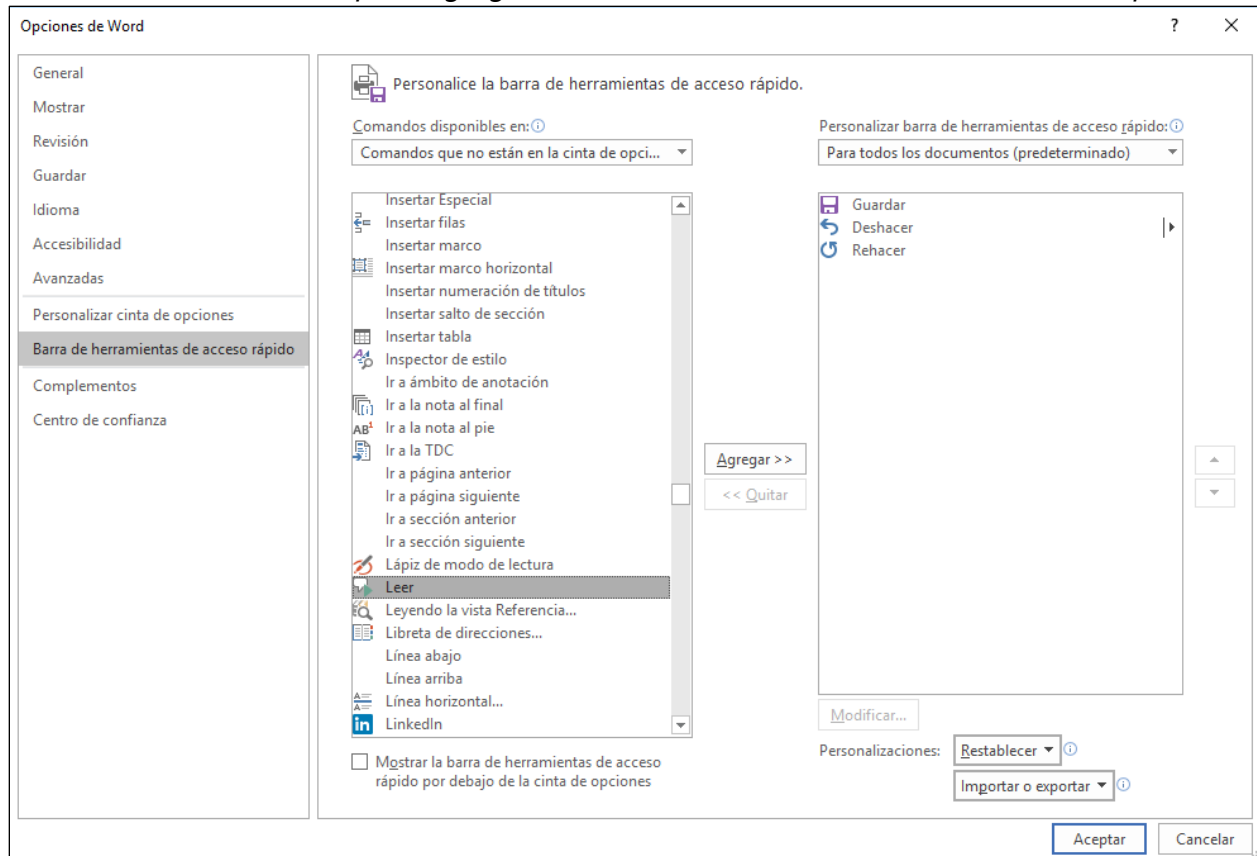 Opciones de Word
?
General
Mostrar
Revisión
Guardar
Idioma
Accesibilidad
Avanzadas
Personalizar cinta de opciones
Barra de herramientas de acceso rápido
Complementos
Centro de confianza
Personalice la barra de herramientas de acceso rápido.
Comandos disponibles en:
Comandos que no están en la cinta de opci...
Insertar Especial
Insertar filas
Insertar marco
Insertar marco horizontal
Insertar numeración de títulos
Insertar salto de sección
Insertar tabla
Inspector de estilo
Ir a ámbito de anotación
Ir a la nota al final
AB¹ Ir a la nota al pie
Ir a la TDC
Ir a página anterior
Ir a página siguiente
Ir a sección anterior
Ir a sección siguiente
Lápiz de modo de lectura
Leer
Leyendo la vista Referencia...
Libreta de direcciones...
Línea abajo
Línea arriba
Línea horizontal...
in LinkedIn
Mostrar la barra de herramientas de acceso
rápido por debajo de la cinta de opciones
Agregar >>
<< Quitar
Personalizar barra de herramientas de acceso rápido:
Para todos los documentos (predeterminado)
Guardar
Deshacer
Rehacer
Modificar...
Personalizaciones:
Restablecer
Importar o exportar
Aceptar
Cancelar